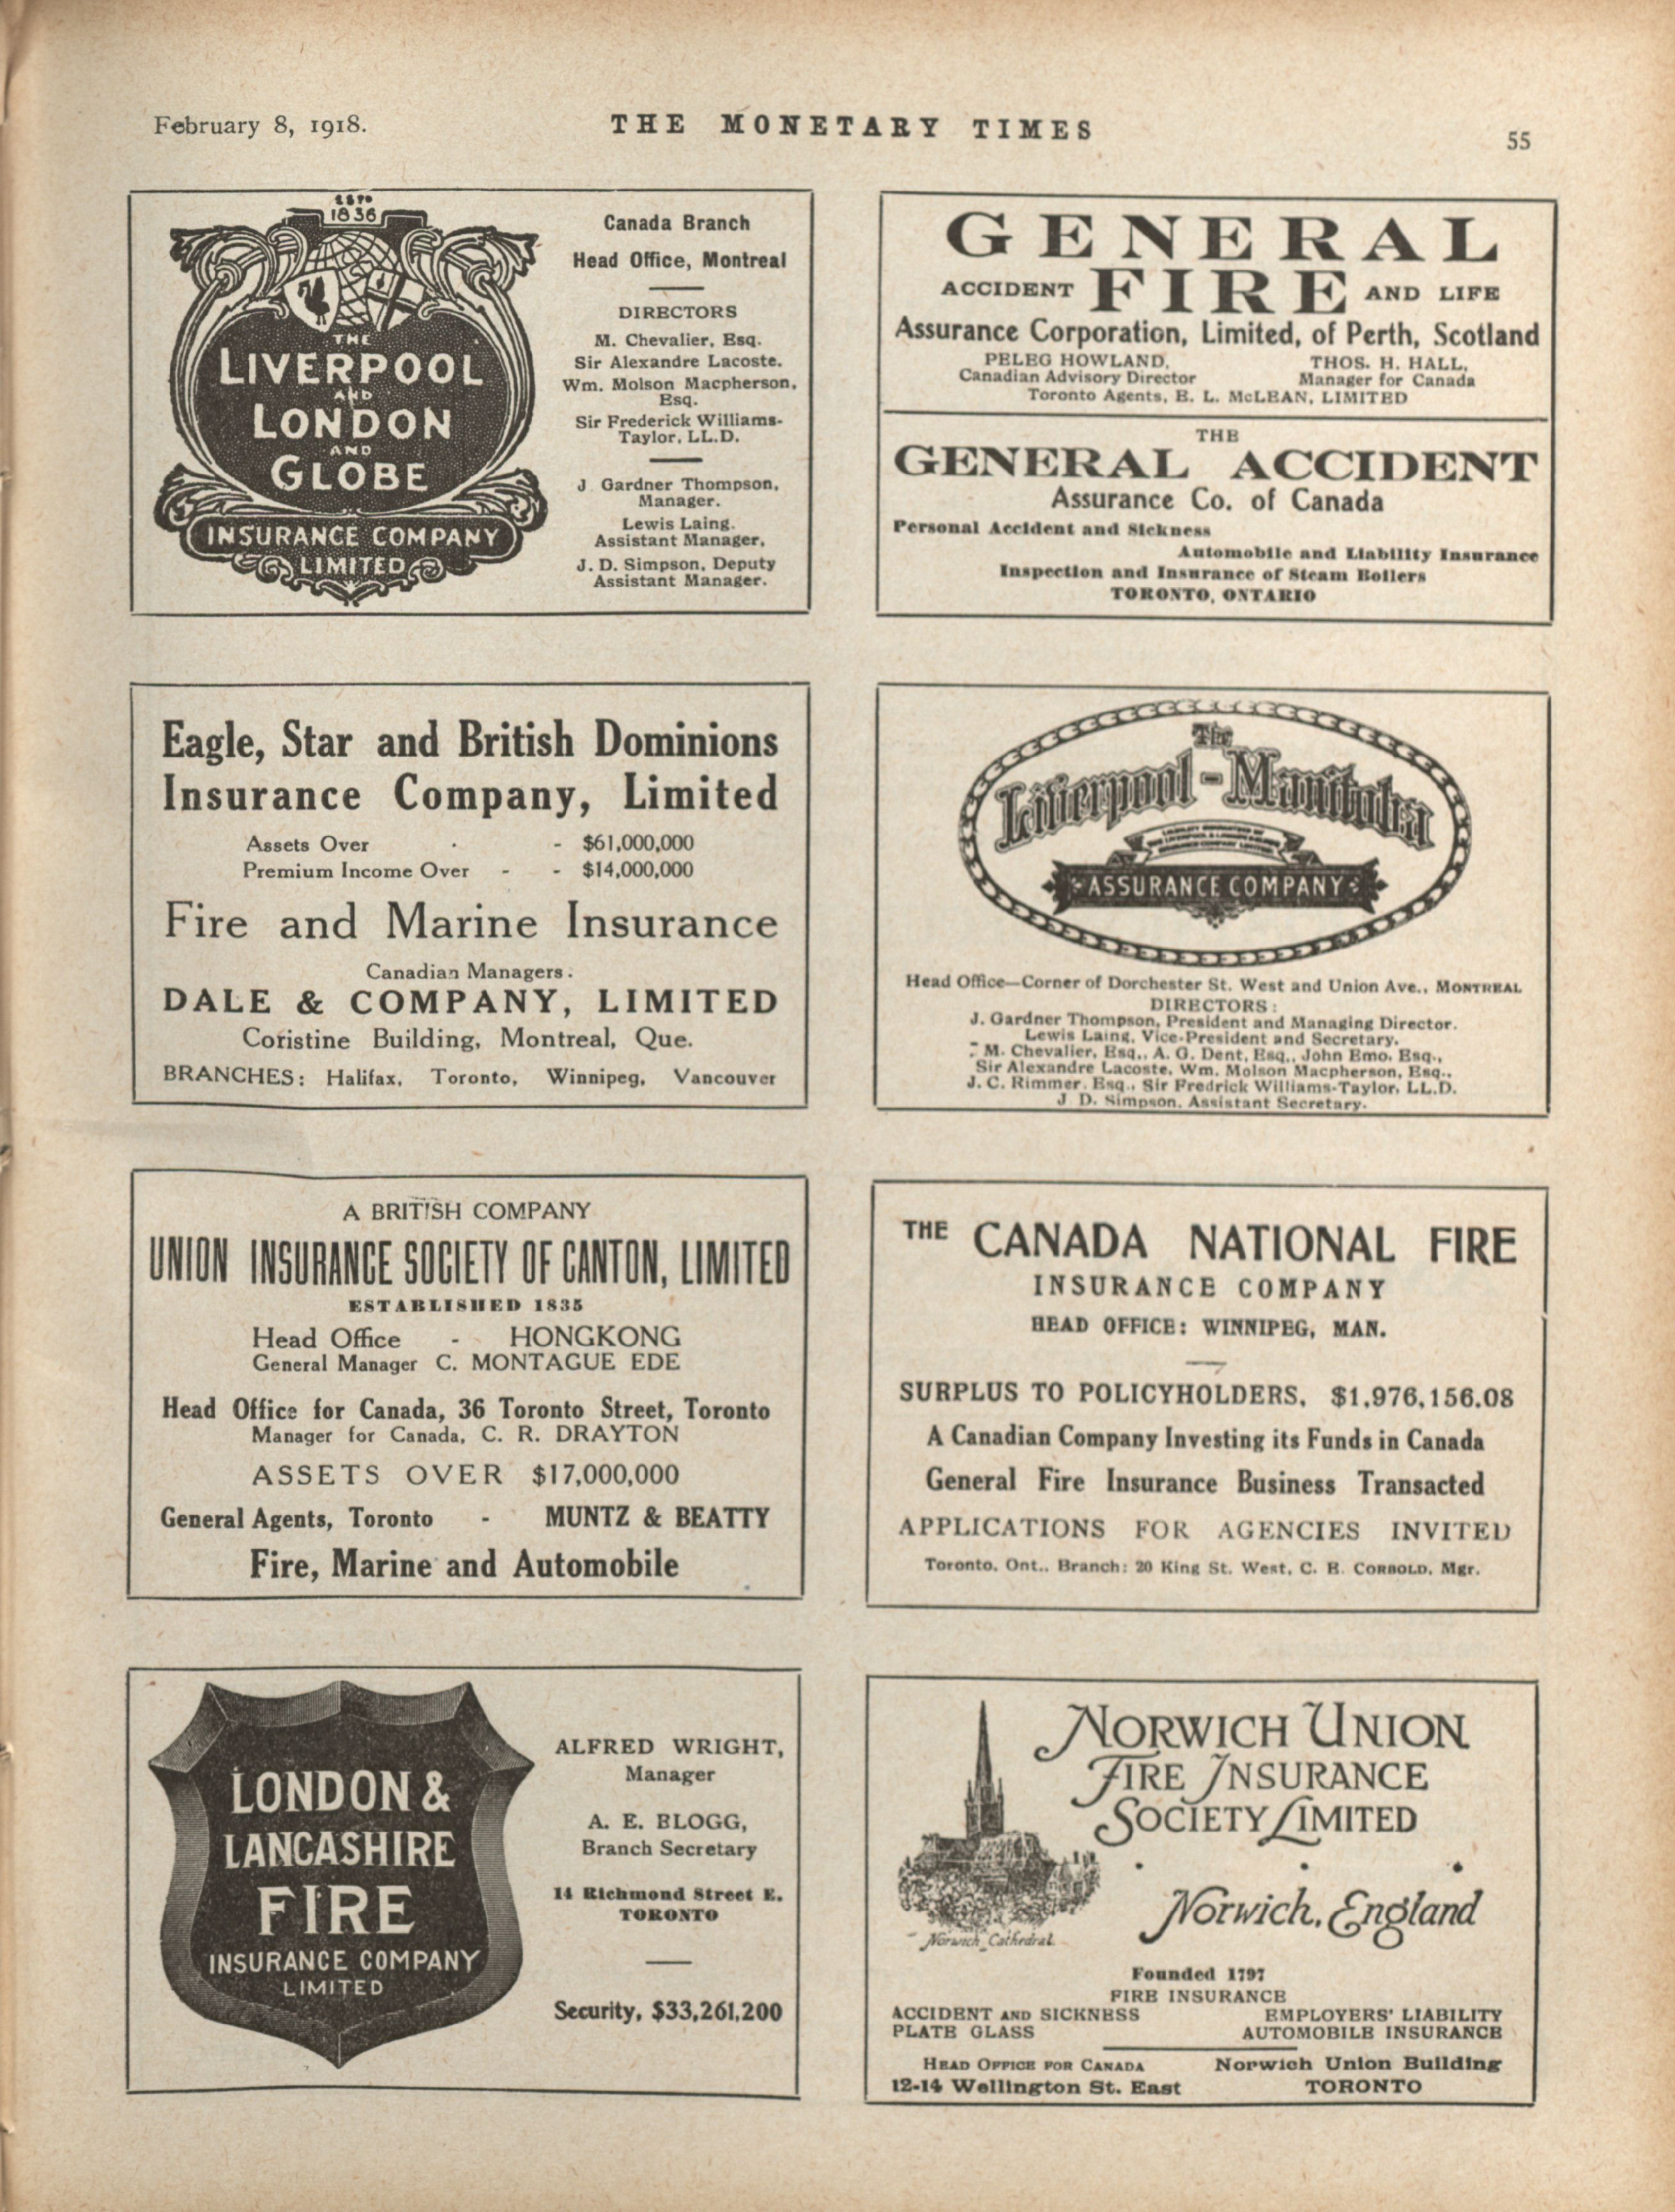 February 8, 1918.
THE MONETARY TIMES
55
1836
THE
LIVERPOOL
AND
LONDON
AND
GLOBE
INSURANCE COMPANY
LIMITED
Canada Branch
Head Office, Montreal
DIRECTORS
M. Chevalier, Esq.
Sir Alexandre Lacoste.
Wm. Molson Macpherson,
Esq.
Sir Frederick Williams-
Taylor, LL.D.
J. Gardner Thompson,
Manager.
Lewis Laing,
Assistant Manager,
J. D. Simpson, Deputy
Assistant Manager.
GENERAL
ACCIDENT FIRE AND LIFE
Assurance Corporation, Limited, of Perth, Scotland
PELEG HOWLAND, THOS. H. HALL,
Canadian Advisory Director Manager for Canada
Toronto Agents, E. L. McLEAN, LIMITED
THE
GENERAL ACCIDENT
Assurance Co. of Canada
Personal Accident and Sickness
Automobile and Liability Insurance
Inspection and Insurance of Steam Boilers
TORONTO, ONTARIO
Eagle, Star and British Dominions
Insurance Company, Limited
Assets Over - - $61,000,000
Premium Income Over - - $14,000,000
Fire and Marine Insurance
Canadian Managers.
DALE & COMPANY, LIMITED
Coristine Building, Montreal, Que.
BRANCHES: Halifax, Toronto, Winnipeg, Vancouver
The
Liverpool-Manitoba
ASSURANCE COMPANY
Head Office—Corner of Dorchester St. West and Union Ave., MONTREAL
DIRECTORS:
J. Gardner Thompson, President and Managing Director.
Lewis Laing, Vice-President and Secretary.
M. Chevalier, Esq., A. G. Dent, Esq., John Emo, Esq.,
Sir Alexandre Lacoste, Wm. Molson Macpherson, Esq.,
J. C. Rimmer, Esq., Sir Fredrick Williams-Taylor, LL.D.
J. D. Simpson, Assistant Secretary.
A BRITISH COMPANY
UNION INSURANCE SOCIETY OF CANTON, LIMITED
ESTABLISHED 1835
Head Office - HONGKONG
General Manager C. MONTAGUE EDE
Head Office for Canada, 36 Toronto Street, Toronto
Manager for Canada, C. R. DRAYTON
ASSETS OVER $17,000,000
General Agents, Toronto - MUNTZ & BEATTY
Fire, Marine and Automobile
THE CANADA NATIONAL FIRE
INSURANCE COMPANY
HEAD OFFICE: WINNIPEG, MAN.
SURPLUS TO POLICYHOLDERS, $1,976,156.08
A Canadian Company Investing its Funds in Canada
General Fire Insurance Business Transacted
APPLICATIONS FOR AGENCIES INVITED
Toronto, Ont., Branch: 20 King St. West, C. B. CORBOLD, Mgr.
LONDON &
LANCASHIRE
FIRE
INSURANCE COMPANY
LIMITED
ALFRED WRIGHT,
Manager
A. E. BLOGG,
Branch Secretary
14 Richmond Street E.
TORONTO
Security, $33,261,200
NORWICH UNION
FIRE INSURANCE
SOCIETY LIMITED
Norwich, England
Norwich Cathedral
Founded 1797
FIRE INSURANCE
ACCIDENT AND SICKNESS EMPLOYERS' LIABILITY
PLATE GLASS AUTOMOBILE INSURANCE
HEAD OFFICE FOR CANADA Norwich Union Building
12-14 Wellington St. East TORONTO